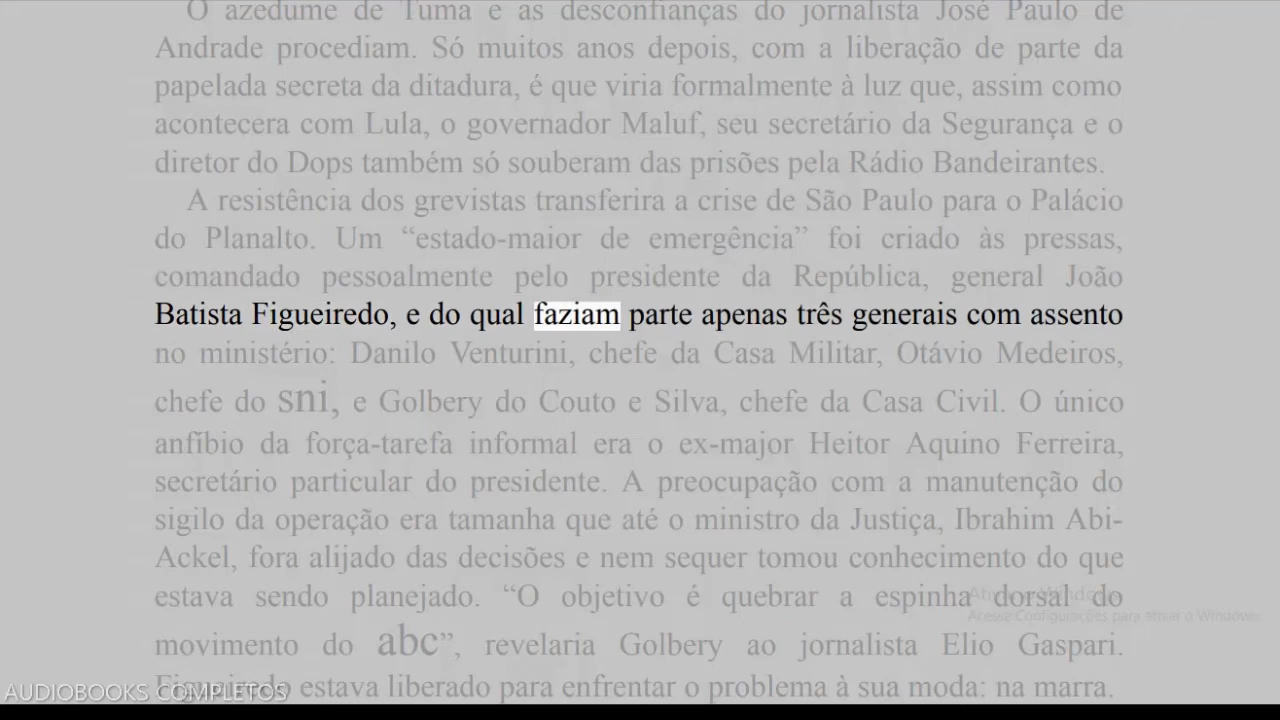 O azedume de Tuma e as desconfianças do jornalista José Paulo de
Andrade procediam. Só muitos anos depois, com a liberação de parte da
papelada secreta da ditadura, é que viria formalmente à luz que, assim como
acontecera com Lula, o governador Maluf, seu secretário da Segurança e o
diretor do Dops também só souberam das prisões pela Rádio Bandeirantes.
A resistência dos grevistas transferira a crise de São Paulo para o Palácio
do Planalto. Um “estado-maior de emergência” foi criado às pressas,
comandado pessoalmente pelo presidente da República, general João
Batista Figueiredo, e do qual faziam parte apenas três generais com assento
no ministério: Danilo Venturini, chefe da Casa Militar, Otávio Medeiros,
chefe do sni, e Golbery do Couto e Silva, chefe da Casa Civil. O único
anfíbio da força-tarefa informal era o ex-major Heitor Aquino Ferreira,
secretário particular do presidente. A preocupação com a manutenção do
sigilo da operação era tamanha que até o ministro da Justiça, Ibrahim Abi-
Ackel, fora alijado das decisões e nem sequer tomou conhecimento do que
estava sendo planejado. “O objetivo é quebrar a espinha dorsal do
Ative o Windows
Acesse Configurações para ativar o Windows.
movimento do abc”, revelaria Golbery ao jornalista Elio Gaspari.
Figueiredo estava liberado para enfrentar o problema à sua moda: na marra.
AUDIOBOOKS COMPLETOS